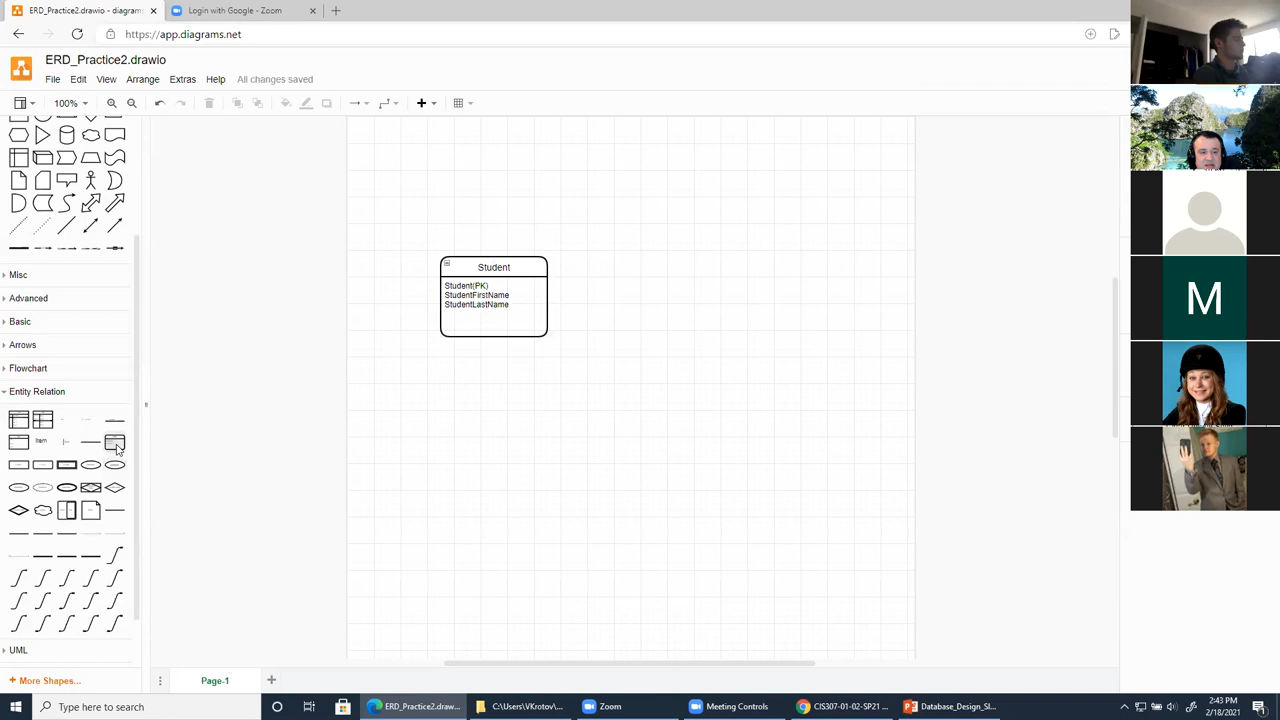 ERD_Practice2.drawio - diagrams
Login with Google - Zoom
https://app.diagrams.net
ERD_Practice2.drawio
File Edit View Arrange Extras Help All changes saved
100%
Misc
Advanced
Basic
Arrows
Flowchart
Entity Relation
Item
UML
+ More Shapes...
Student
Student(PK)
StudentFirstName
StudentLastName
M
Page-1
Type here to search
ERD_Practice2.draw...
C:\Users\VKrotov\...
Zoom
Meeting Controls
CIS307-01-02-SP21 ...
Database_Design_Sl...
2:43 PM
2/18/2021